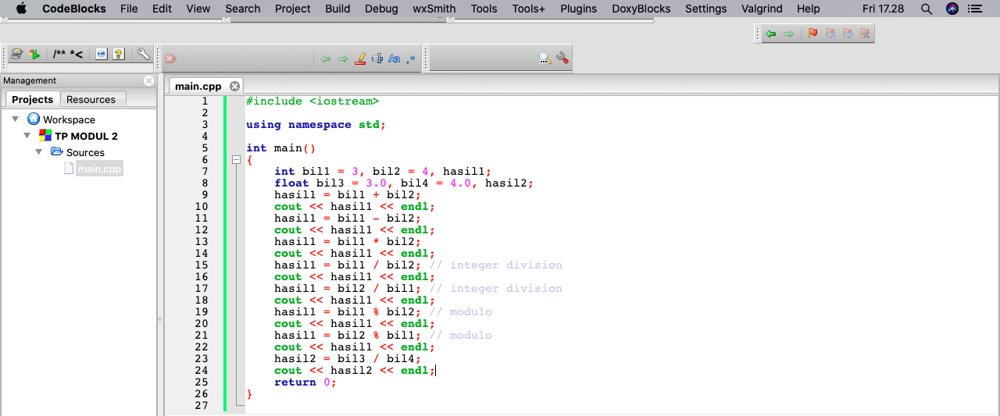 CodeBlocks File Edit View Search Project Build Debug wxSmith Tools Tools+ Plugins DoxyBlocks Settings Valgrind Help Fri 17.28
/** *<
Aa .*
Management
Projects Resources
Workspace
TP MODUL 2
Sources
main.cpp
main.cpp
1 #include <iostream>
2
3 using namespace std;
4
5 int main()
6 {
7 int bil1 = 3, bil2 = 4, hasil1;
8 float bil3 = 3.0, bil4 = 4.0, hasil2;
9 hasil1 = bil1 + bil2;
10 cout << hasil1 << endl;
11 hasil1 = bil1 - bil2;
12 cout << hasil1 << endl;
13 hasil1 = bil1 * bil2;
14 cout << hasil1 << endl;
15 hasil1 = bil1 / bil2; // integer division
16 cout << hasil1 << endl;
17 hasil1 = bil2 / bil1; // integer division
18 cout << hasil1 << endl;
19 hasil1 = bil1 % bil2; // modulo
20 cout << hasil1 << endl;
21 hasil1 = bil2 % bil1; // modulo
22 cout << hasil1 << endl;
23 hasil2 = bil3 / bil4;
24 cout << hasil2 << endl;
25 return 0;
26 }
27